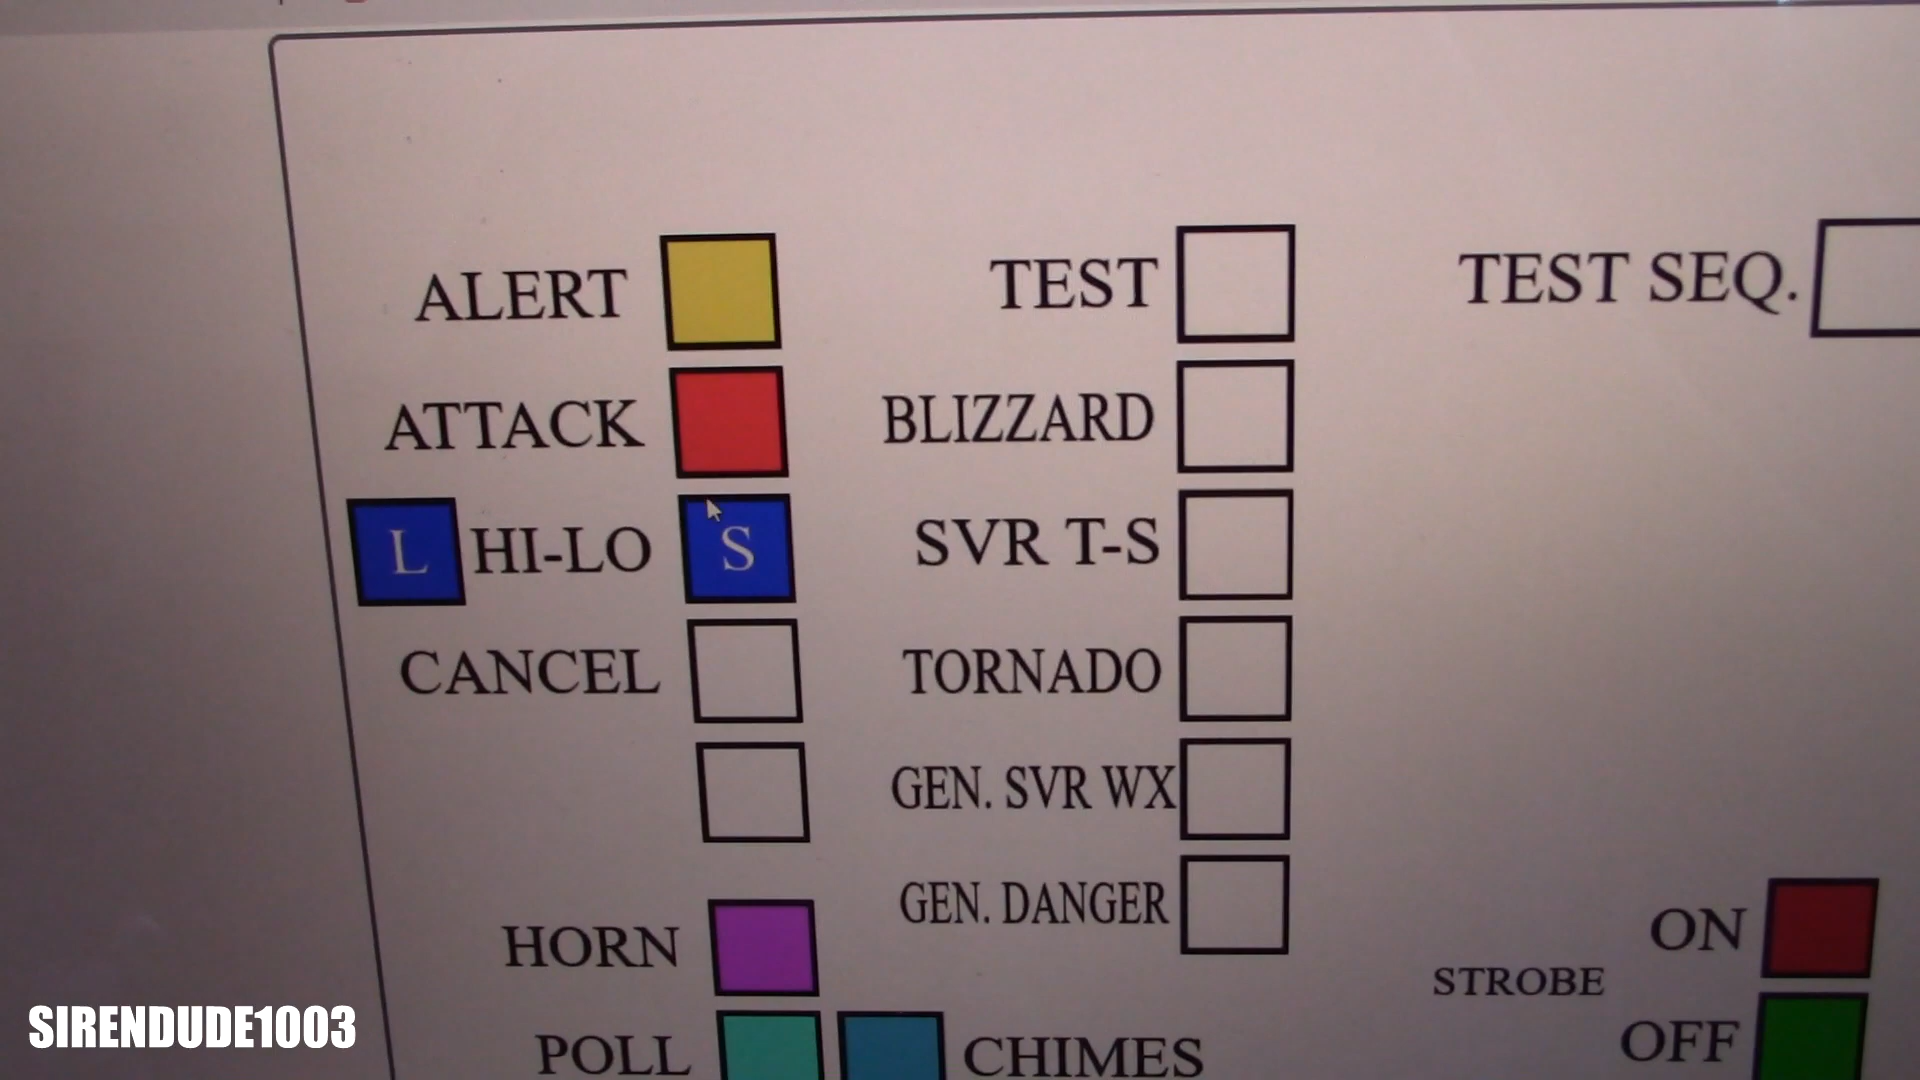 ALERT
TEST
TEST SEQ.
ATTACK
BLIZZARD
L HI-LO S
SVR T-S
CANCEL
TORNADO
GEN. SVR WX
GEN. DANGER
HORN
ON
STROBE
OFF
POLL
CHIMES
SIRENDUDE1003